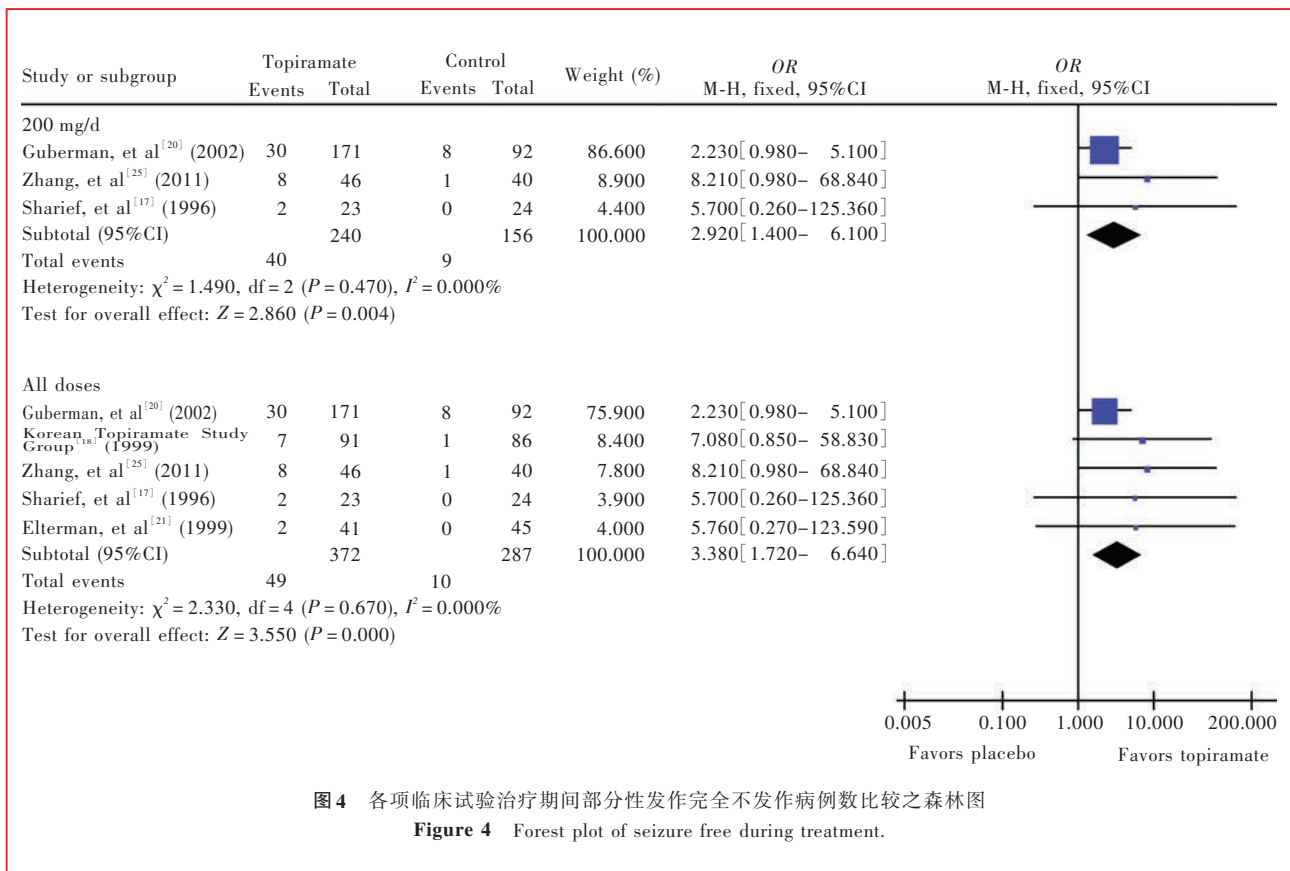 Study or subgroup Topiramate Control Weight (%) OR OR
Events Total Events Total M-H, fixed, 95%CI M-H, fixed, 95%CI
200 mg/d
Guberman, et al[20] (2002) 30 171 8 92 86.600 2.230[0.980– 5.100]
Zhang, et al[25] (2011) 8 46 1 40 8.900 8.210[0.980– 68.840]
Sharief, et al[17] (1996) 2 23 0 24 4.400 5.700[0.260–125.360]
Subtotal (95%CI) 240 156 100.000 2.920[1.400– 6.100]
Total events 40 9
Heterogeneity: χ² = 1.490, df = 2 (P = 0.470), I² = 0.000%
Test for overall effect: Z = 2.860 (P = 0.004)
All doses
Guberman, et al[20] (2002) 30 171 8 92 75.900 2.230[0.980– 5.100]
Korean Topiramate Study
Group[18] (1999) 7 91 1 86 8.400 7.080[0.850– 58.830]
Zhang, et al[25] (2011) 8 46 1 40 7.800 8.210[0.980– 68.840]
Sharief, et al[17] (1996) 2 23 0 24 3.900 5.700[0.260–125.360]
Elterman, et al[21] (1999) 2 41 0 45 4.000 5.760[0.270–123.590]
Subtotal (95%CI) 372 287 100.000 3.380[1.720– 6.640]
Total events 49 10
Heterogeneity: χ² = 2.330, df = 4 (P = 0.670), I² = 0.000%
Test for overall effect: Z = 3.550 (P = 0.000)
0.005 0.100 1.000 10.000 200.000
Favors placebo Favors topiramate
图4 各项临床试验治疗期间部分性发作完全不发作病例数比较之森林图
Figure 4 Forest plot of seizure free during treatment.